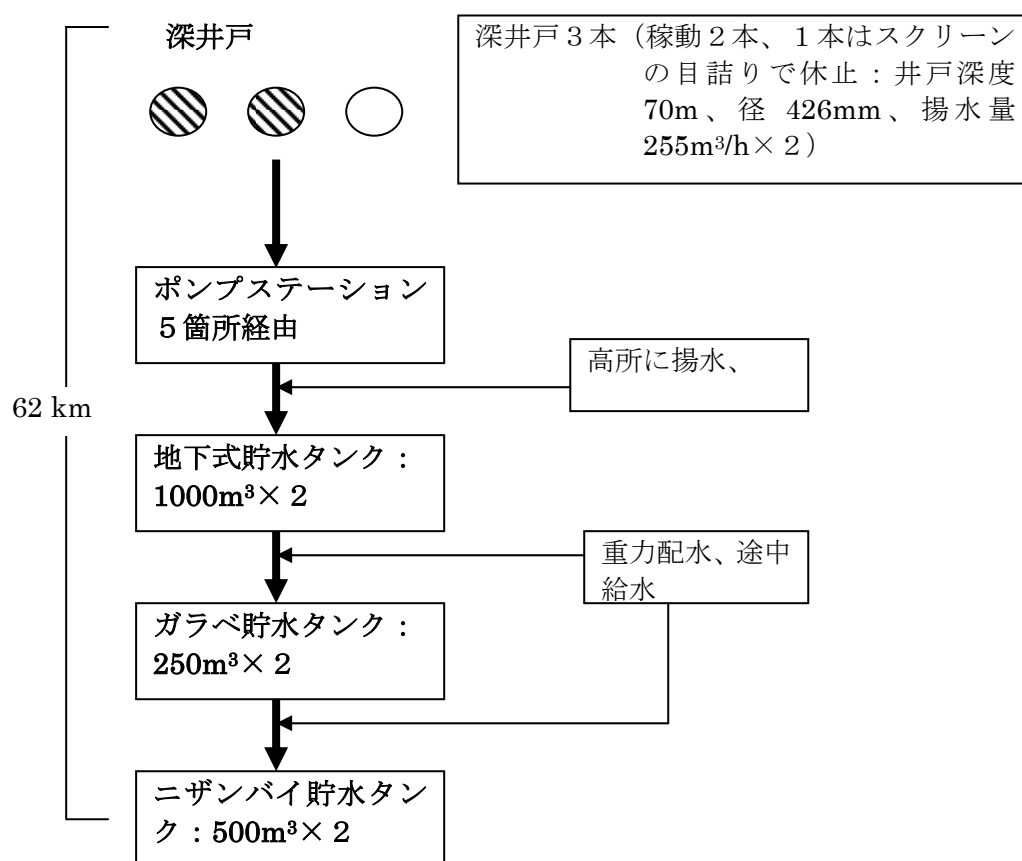 深井戸
深井戸３本（稼動２本、１本はスクリーン
の目詰りで休止：井戸深度
70m、径 426mm、揚水量
255m³/h×２）
ポンプステーション
５箇所経由
高所に揚水、
62 km
地下式貯水タンク：
1000m³×２
重力配水、途中
給水
ガラベ貯水タンク：
250m³×２
ニザンバイ貯水タン
ク：500m³×２